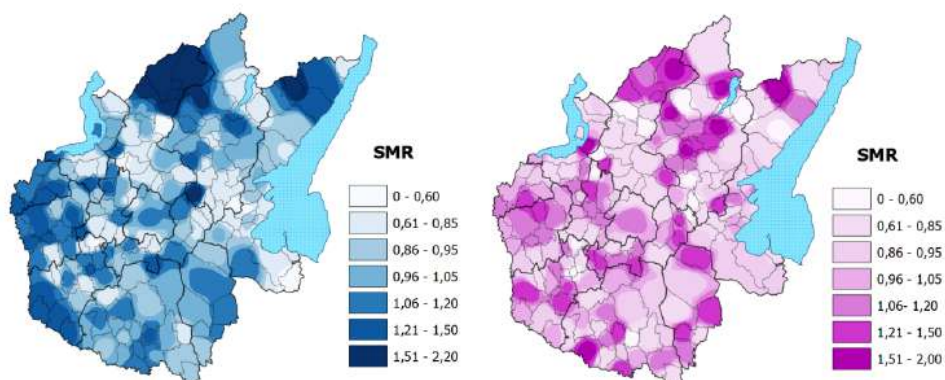 SMR
0 - 0,60
0,61 - 0,85
0,86 - 0,95
0,96 - 1,05
1,06 - 1,20
1,21 - 1,50
1,51 - 2,20
SMR
0 - 0,60
0,61 - 0,85
0,86 - 0,95
0,96 - 1,05
1,06- 1,20
1,21 - 1,50
1,51 - 2,00